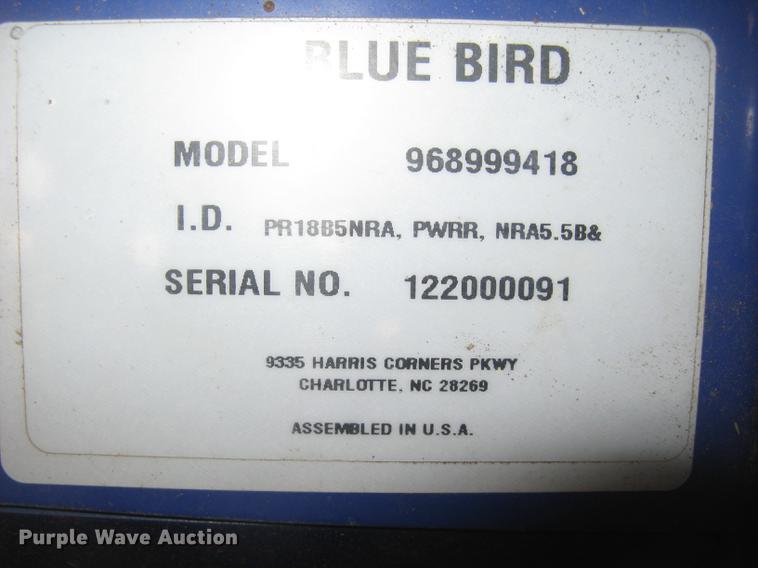 BLUE BIRD
MODEL 968999418
I.D. PR18B5NRA, PWRR, NRA5.5B&
SERIAL NO. 122000091
9335 HARRIS CORNERS PKWY
CHARLOTTE, NC 28269
ASSEMBLED IN U.S.A.
Purple Wave Auction